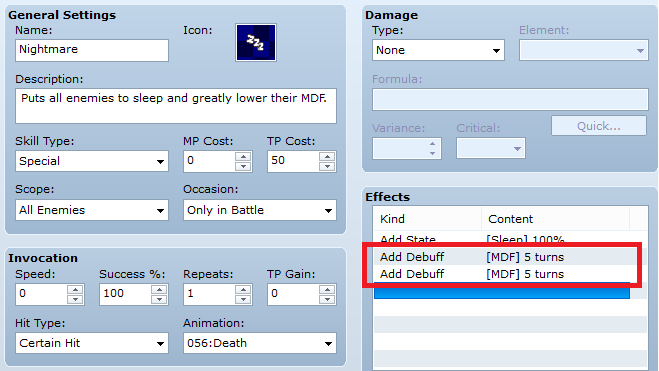 General Settings
Name: Icon:
Nightmare
zzz
Description:
Puts all enemies to sleep and greatly lower their MDF.
Skill Type: MP Cost: TP Cost:
Special 0 50
Scope: Occasion:
All Enemies Only in Battle
Invocation
Speed: Success %: Repeats: TP Gain:
0 100 1 0
Hit Type: Animation:
Certain Hit 056:Death
Damage
Type: Element:
None
Formula:
Variance: Critical:
Quick...
Effects
Kind Content
Add State [Sleep] 100%
Add Debuff [MDF] 5 turns
Add Debuff [MDF] 5 turns